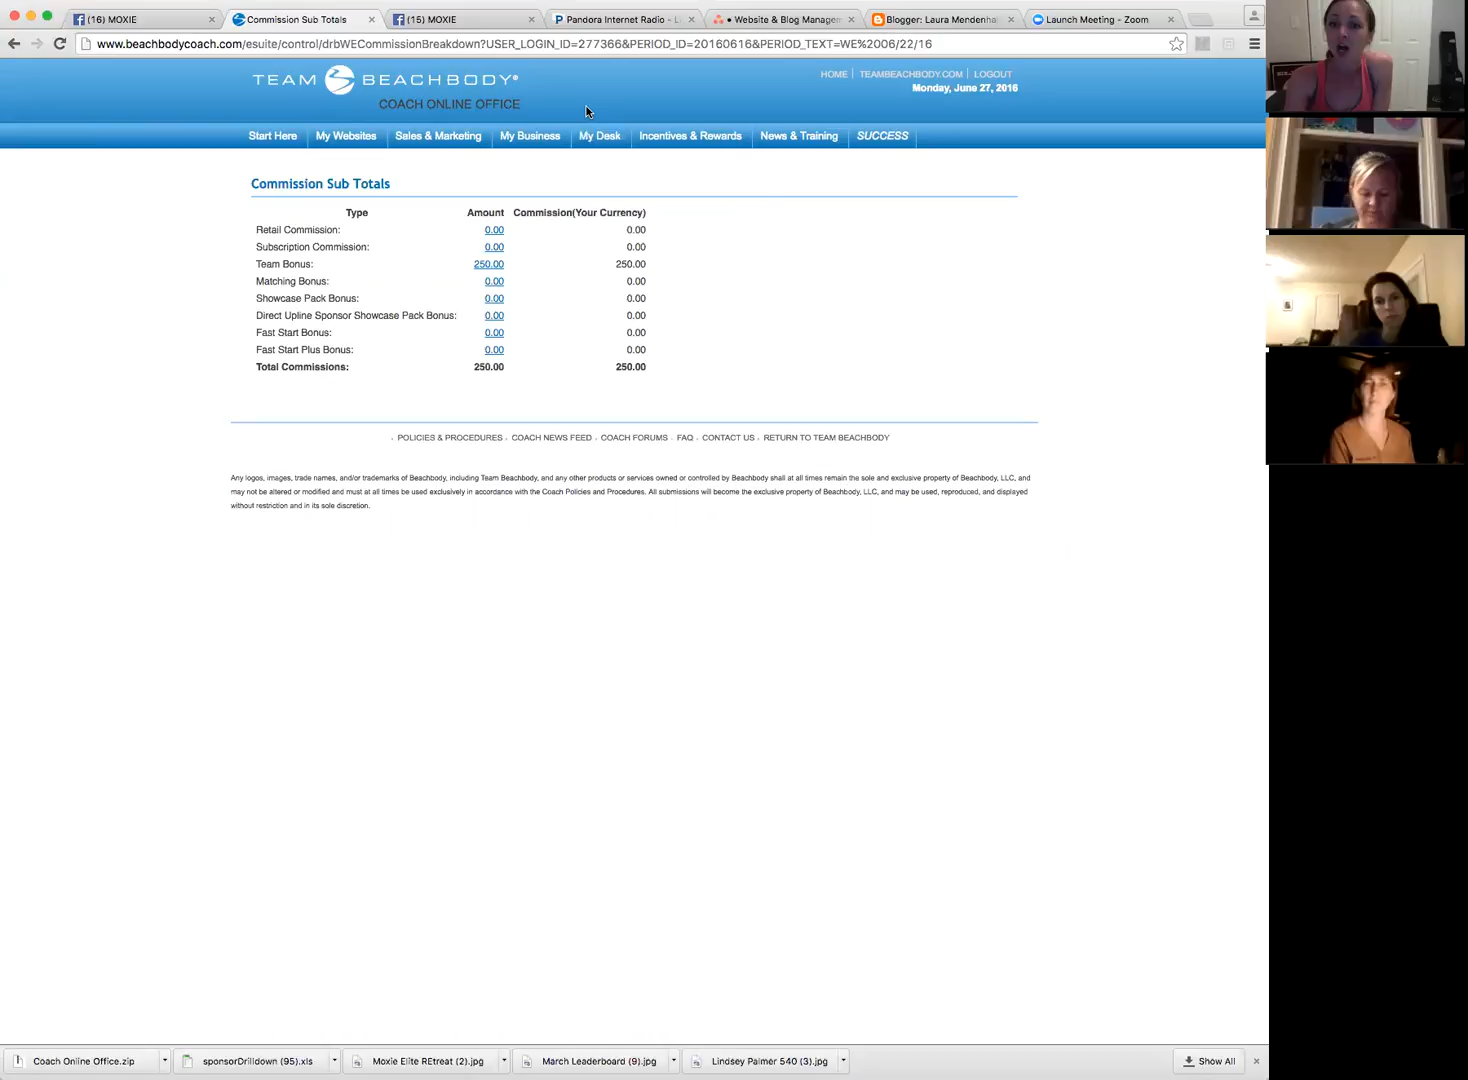 (16) MOXIE
Commission Sub Totals
(15) MOXIE
Pandora Internet Radio - Li
• Website & Blog Managem
Blogger: Laura Mendenha
Launch Meeting - Zoom
www.beachbodycoach.com/esuite/control/drbWECommissionBreakdown?USER_LOGIN_ID=277366&PERIOD_ID=20160616&PERIOD_TEXT=WE%2006/22/16
TEAM BEACHBODY®
COACH ONLINE OFFICE
HOME | TEAMBEACHBODY.COM | LOGOUT
Monday, June 27, 2016
Start Here My Websites Sales & Marketing My Business My Desk Incentives & Rewards News & Training SUCCESS
Commission Sub Totals
Type Amount Commission(Your Currency)
Retail Commission: 0.00 0.00
Subscription Commission: 0.00 0.00
Team Bonus: 250.00 250.00
Matching Bonus: 0.00 0.00
Showcase Pack Bonus: 0.00 0.00
Direct Upline Sponsor Showcase Pack Bonus: 0.00 0.00
Fast Start Bonus: 0.00 0.00
Fast Start Plus Bonus: 0.00 0.00
Total Commissions: 250.00 250.00
POLICIES & PROCEDURES COACH NEWS FEED COACH FORUMS FAQ CONTACT US RETURN TO TEAM BEACHBODY
Any logos, images, trade names, and/or trademarks of Beachbody, including Team Beachbody, and any other products or services owned or controlled by Beachbody shall at all times remain the sole and exclusive property of Beachbody, LLC, and
may not be altered or modified and must at all times be used exclusively in accordance with the Coach Policies and Procedures. All submissions will become the exclusive property of Beachbody, LLC, and may be used, reproduced, and displayed
without restriction and in its sole discretion.
Coach Online Office.zip
sponsorDrilldown (95).xls
Moxie Elite REtreat (2).jpg
March Leaderboard (9).jpg
Lindsey Palmer 540 (3).jpg
Show All